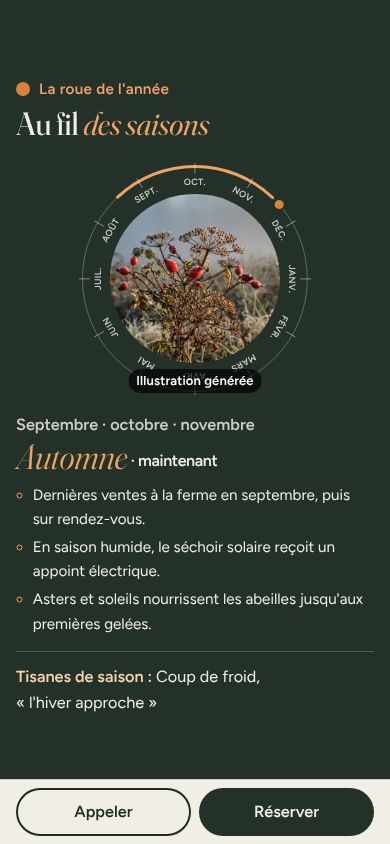 La roue de l'année
Au fil des saisons
OCT.
NOV.
DÉC.
JANV.
FÉVR.
MARS
MAI
JUIN
JUIL.
AOÛT
SEPT.
Illustration générée
Septembre · octobre · novembre
Automne · maintenant
Dernières ventes à la ferme en septembre, puis
sur rendez-vous.
En saison humide, le séchoir solaire reçoit un
appoint électrique.
Asters et soleils nourrissent les abeilles jusqu'aux
premières gelées.
Tisanes de saison : Coup de froid,
« l'hiver approche »
Appeler
Réserver